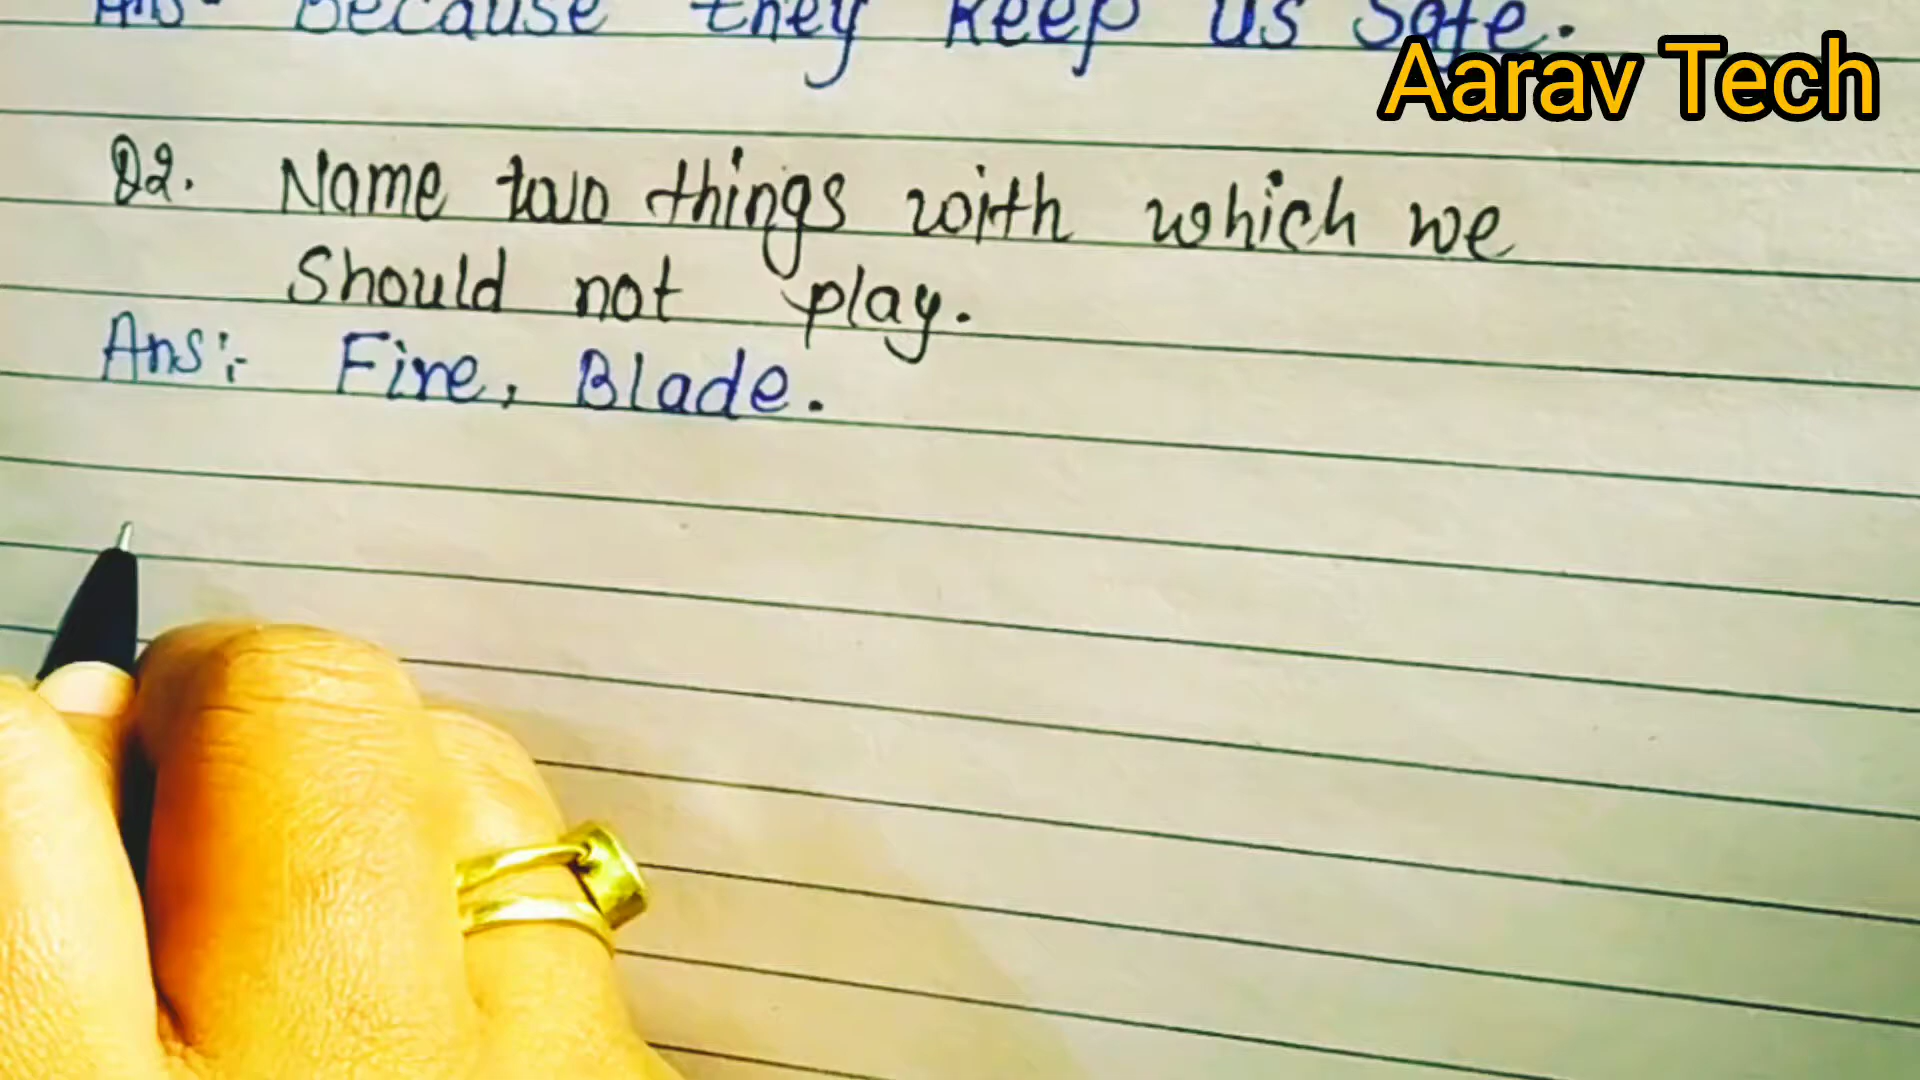 Ans- Because they keep us safe.
Aarav Tech
Q2. Name two things with which we
Should not play.
Ans:- Fire, Blade.